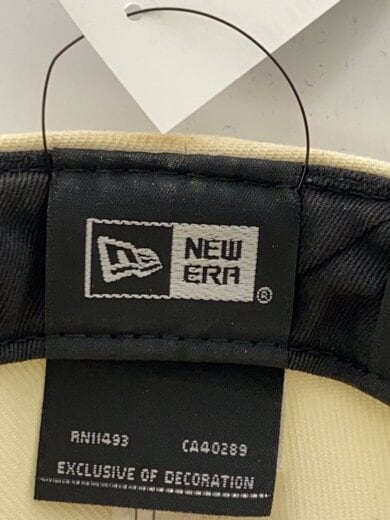 NEW
ERA
®
RN11493 CA40289
EXCLUSIVE OF DECORATION